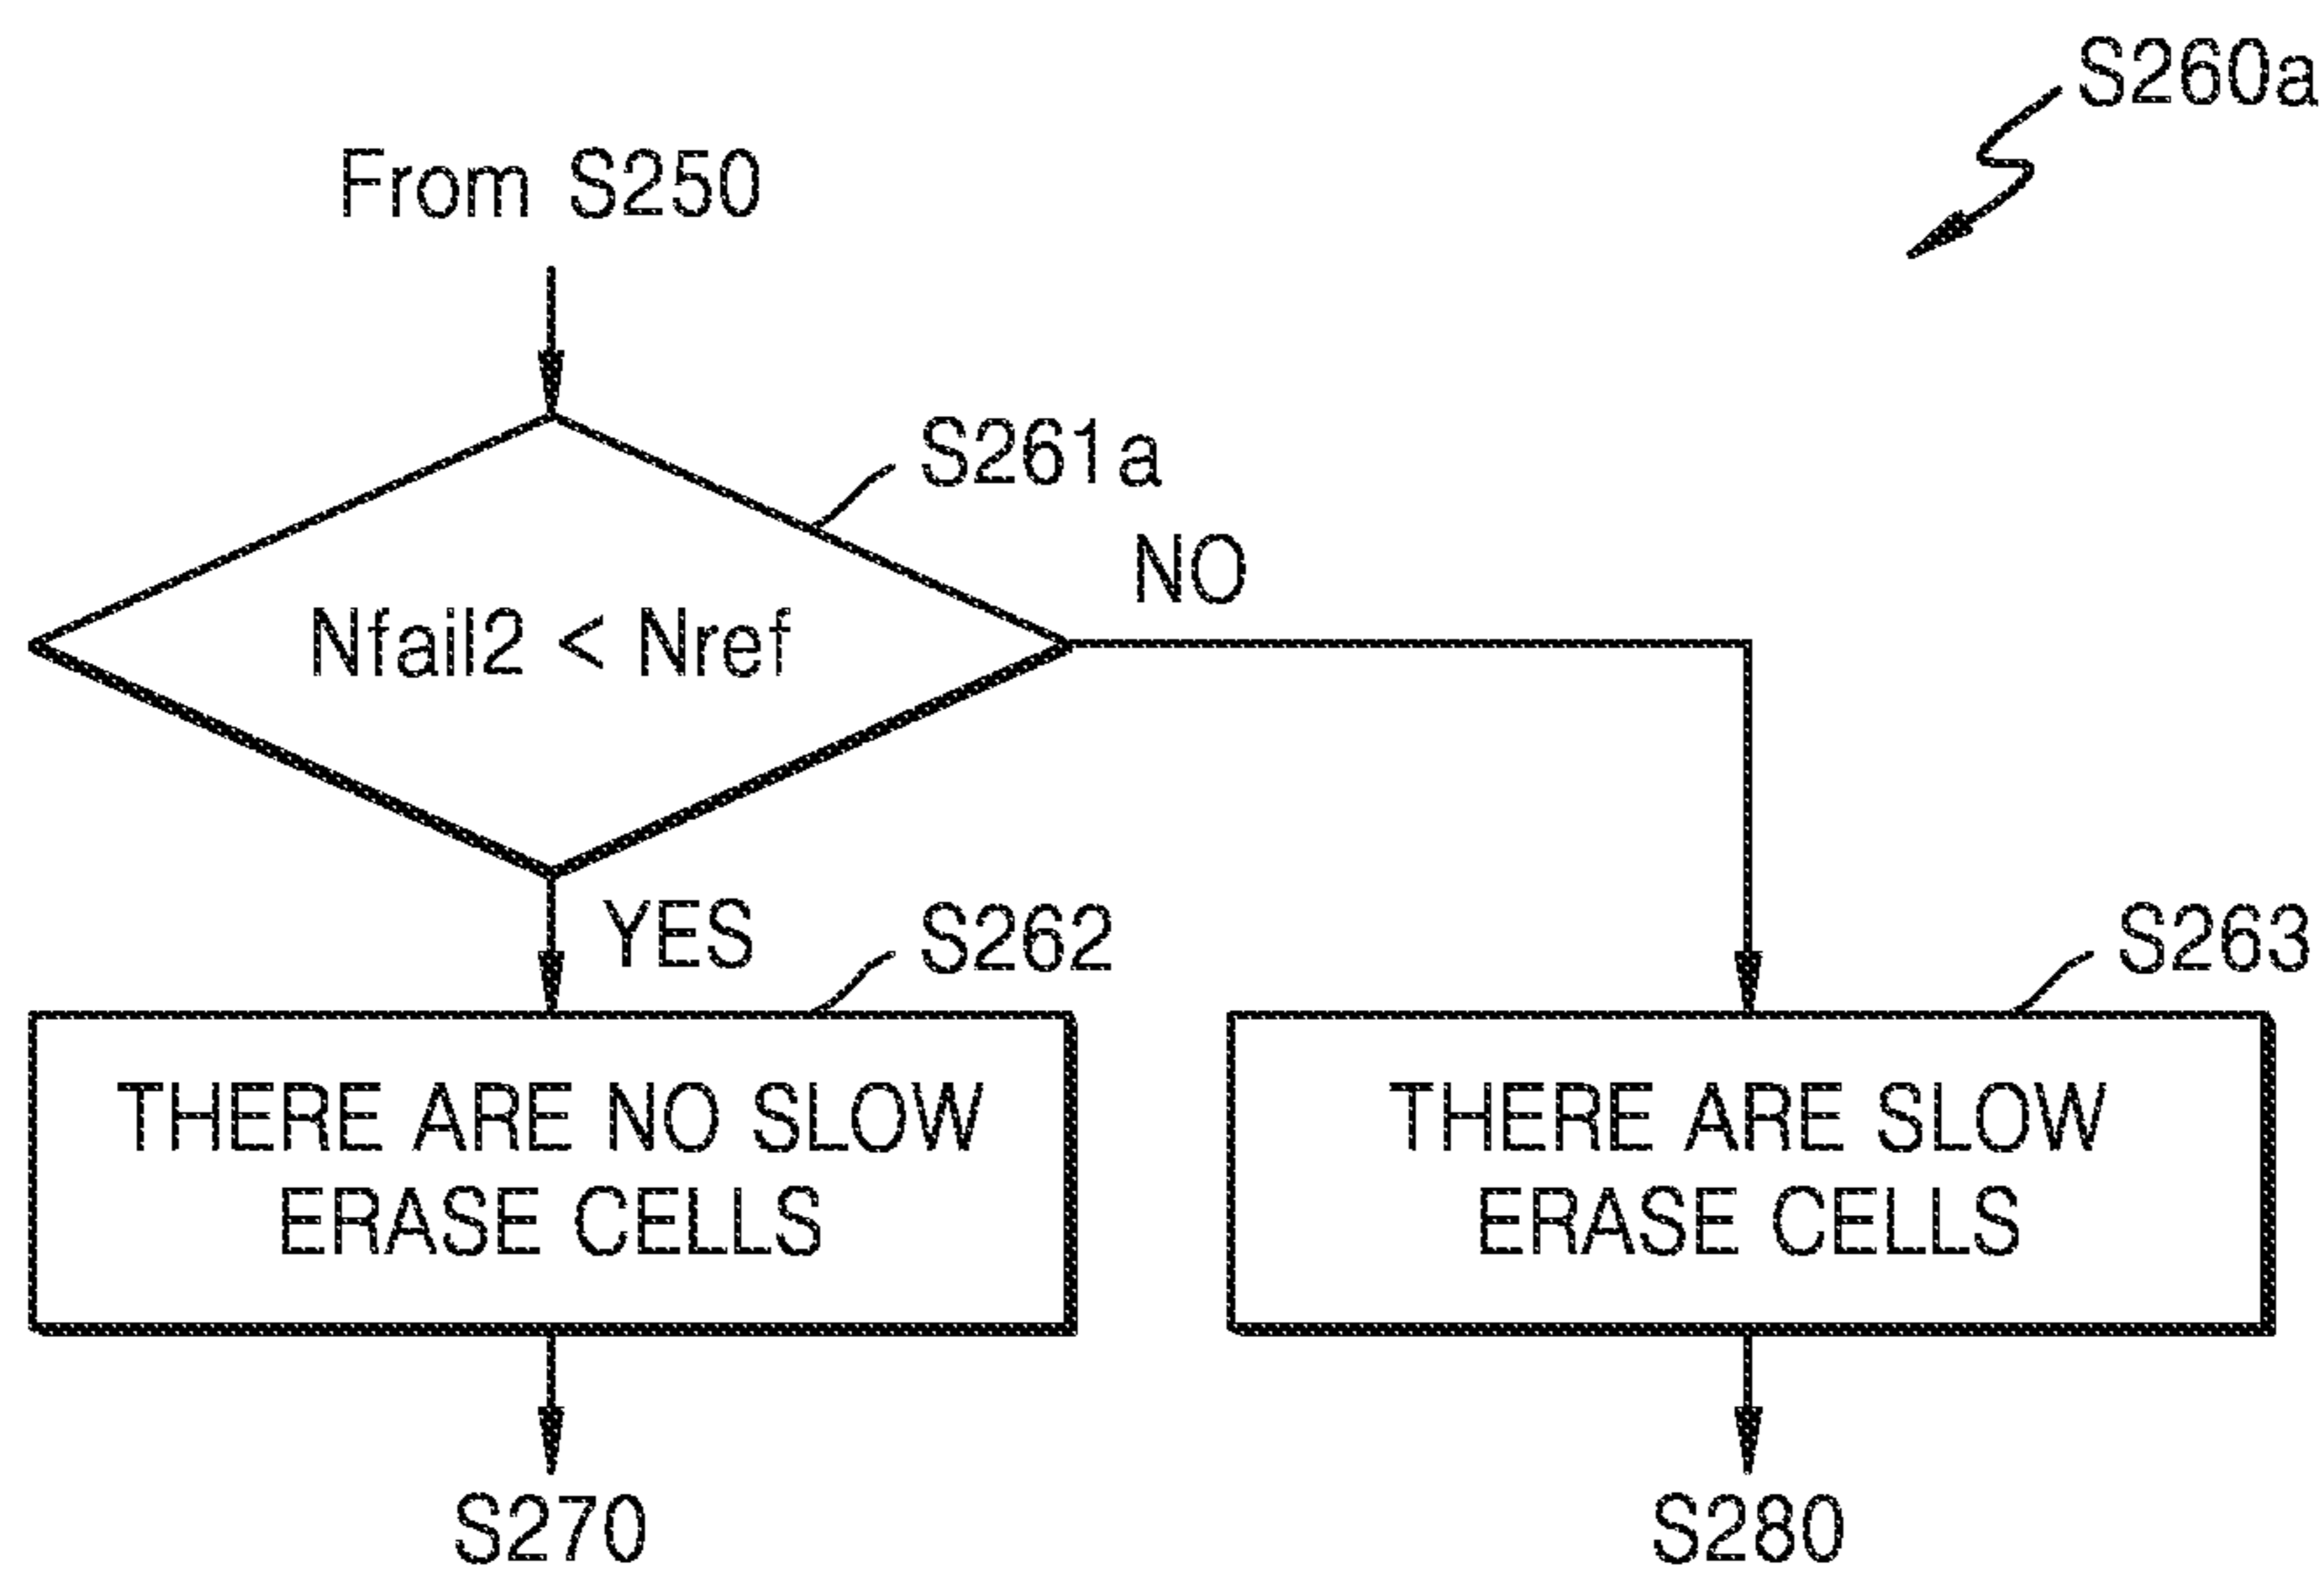 S260a
From S250
S261a
NO
Nfail2 < Nref
YES
S262
S263
THERE ARE NO SLOW
ERASE CELLS
THERE ARE SLOW
ERASE CELLS
S270
S280